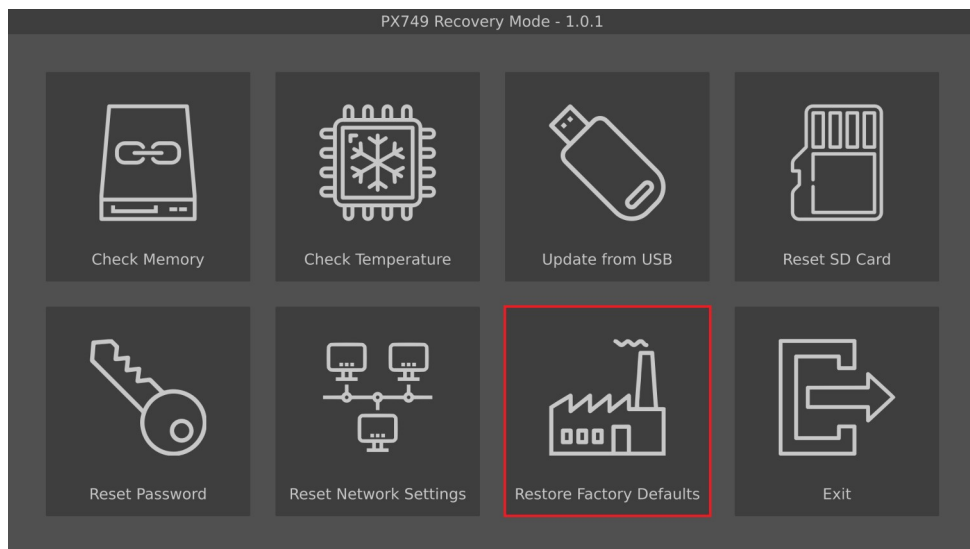 PX749 Recovery Mode - 1.0.1
Check Memory
Check Temperature
Update from USB
Reset SD Card
Reset Password
Reset Network Settings
Restore Factory Defaults
Exit